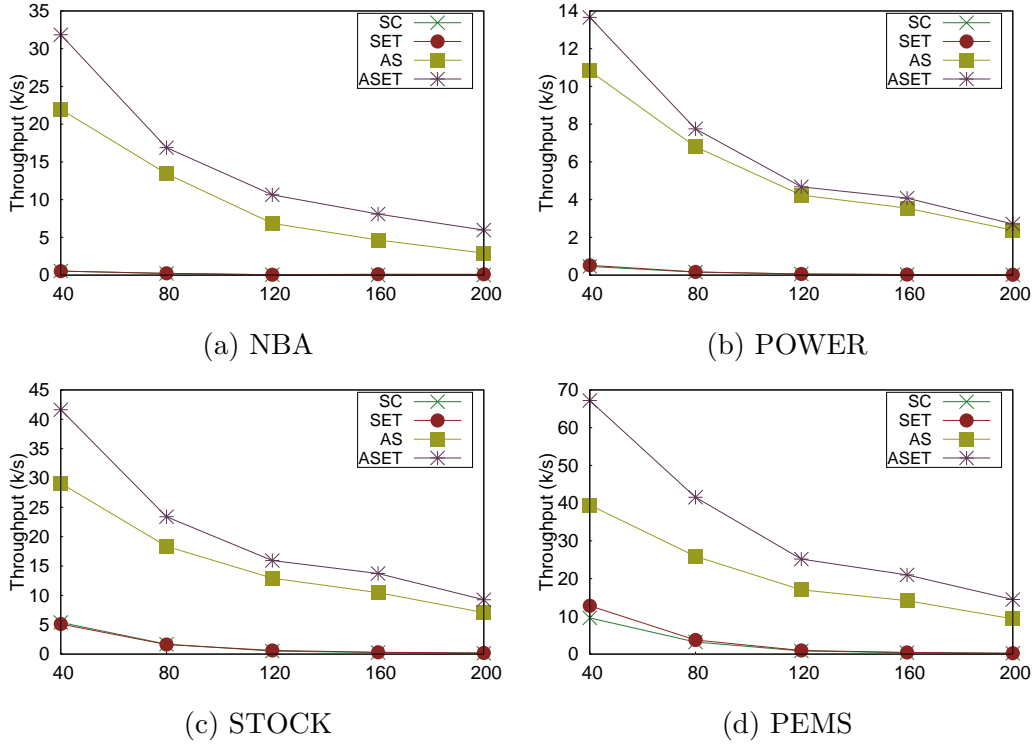 35
30
25
20
15
10
5
0
Throughput (k/s)
40 80 120 160 200
SC
SET
AS
ASET
(a) NBA
14
12
10
8
6
4
2
0
Throughput (k/s)
40 80 120 160 200
SC
SET
AS
ASET
(b) POWER
45
40
35
30
25
20
15
10
5
0
Throughput (k/s)
40 80 120 160 200
SC
SET
AS
ASET
(c) STOCK
70
60
50
40
30
20
10
0
Throughput (k/s)
40 80 120 160 200
SC
SET
AS
ASET
(d) PEMS